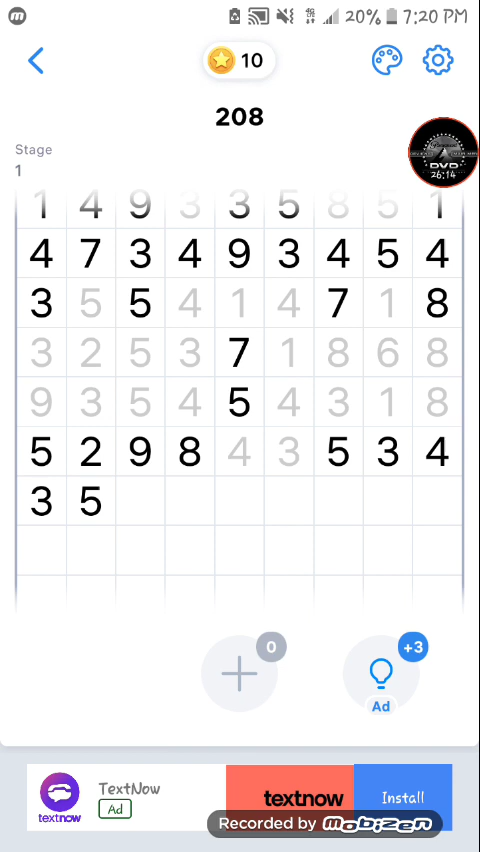 20% 7:20 PM
10
208
Stage
1
DVD
26:14
1 4 9 3 3 5 8 5 1
4 7 3 4 9 3 4 5 4
3 5 5 4 1 4 7 1 8
3 2 5 3 7 1 8 6 8
9 3 5 4 5 4 3 1 8
5 2 9 8 4 3 5 3 4
3 5
0
+3
Ad
TextNow
Ad
textnow
textnow
Install
Recorded by mobizen